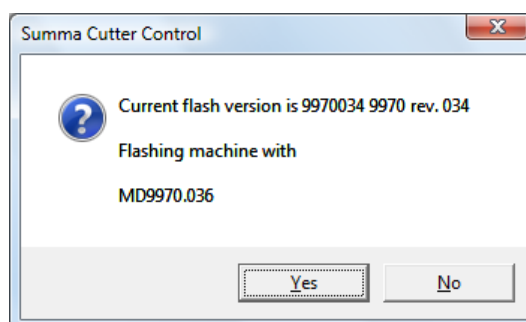 Summa Cutter Control
Current flash version is 9970034 9970 rev. 034
Flashing machine with
MD9970.036
Yes
No